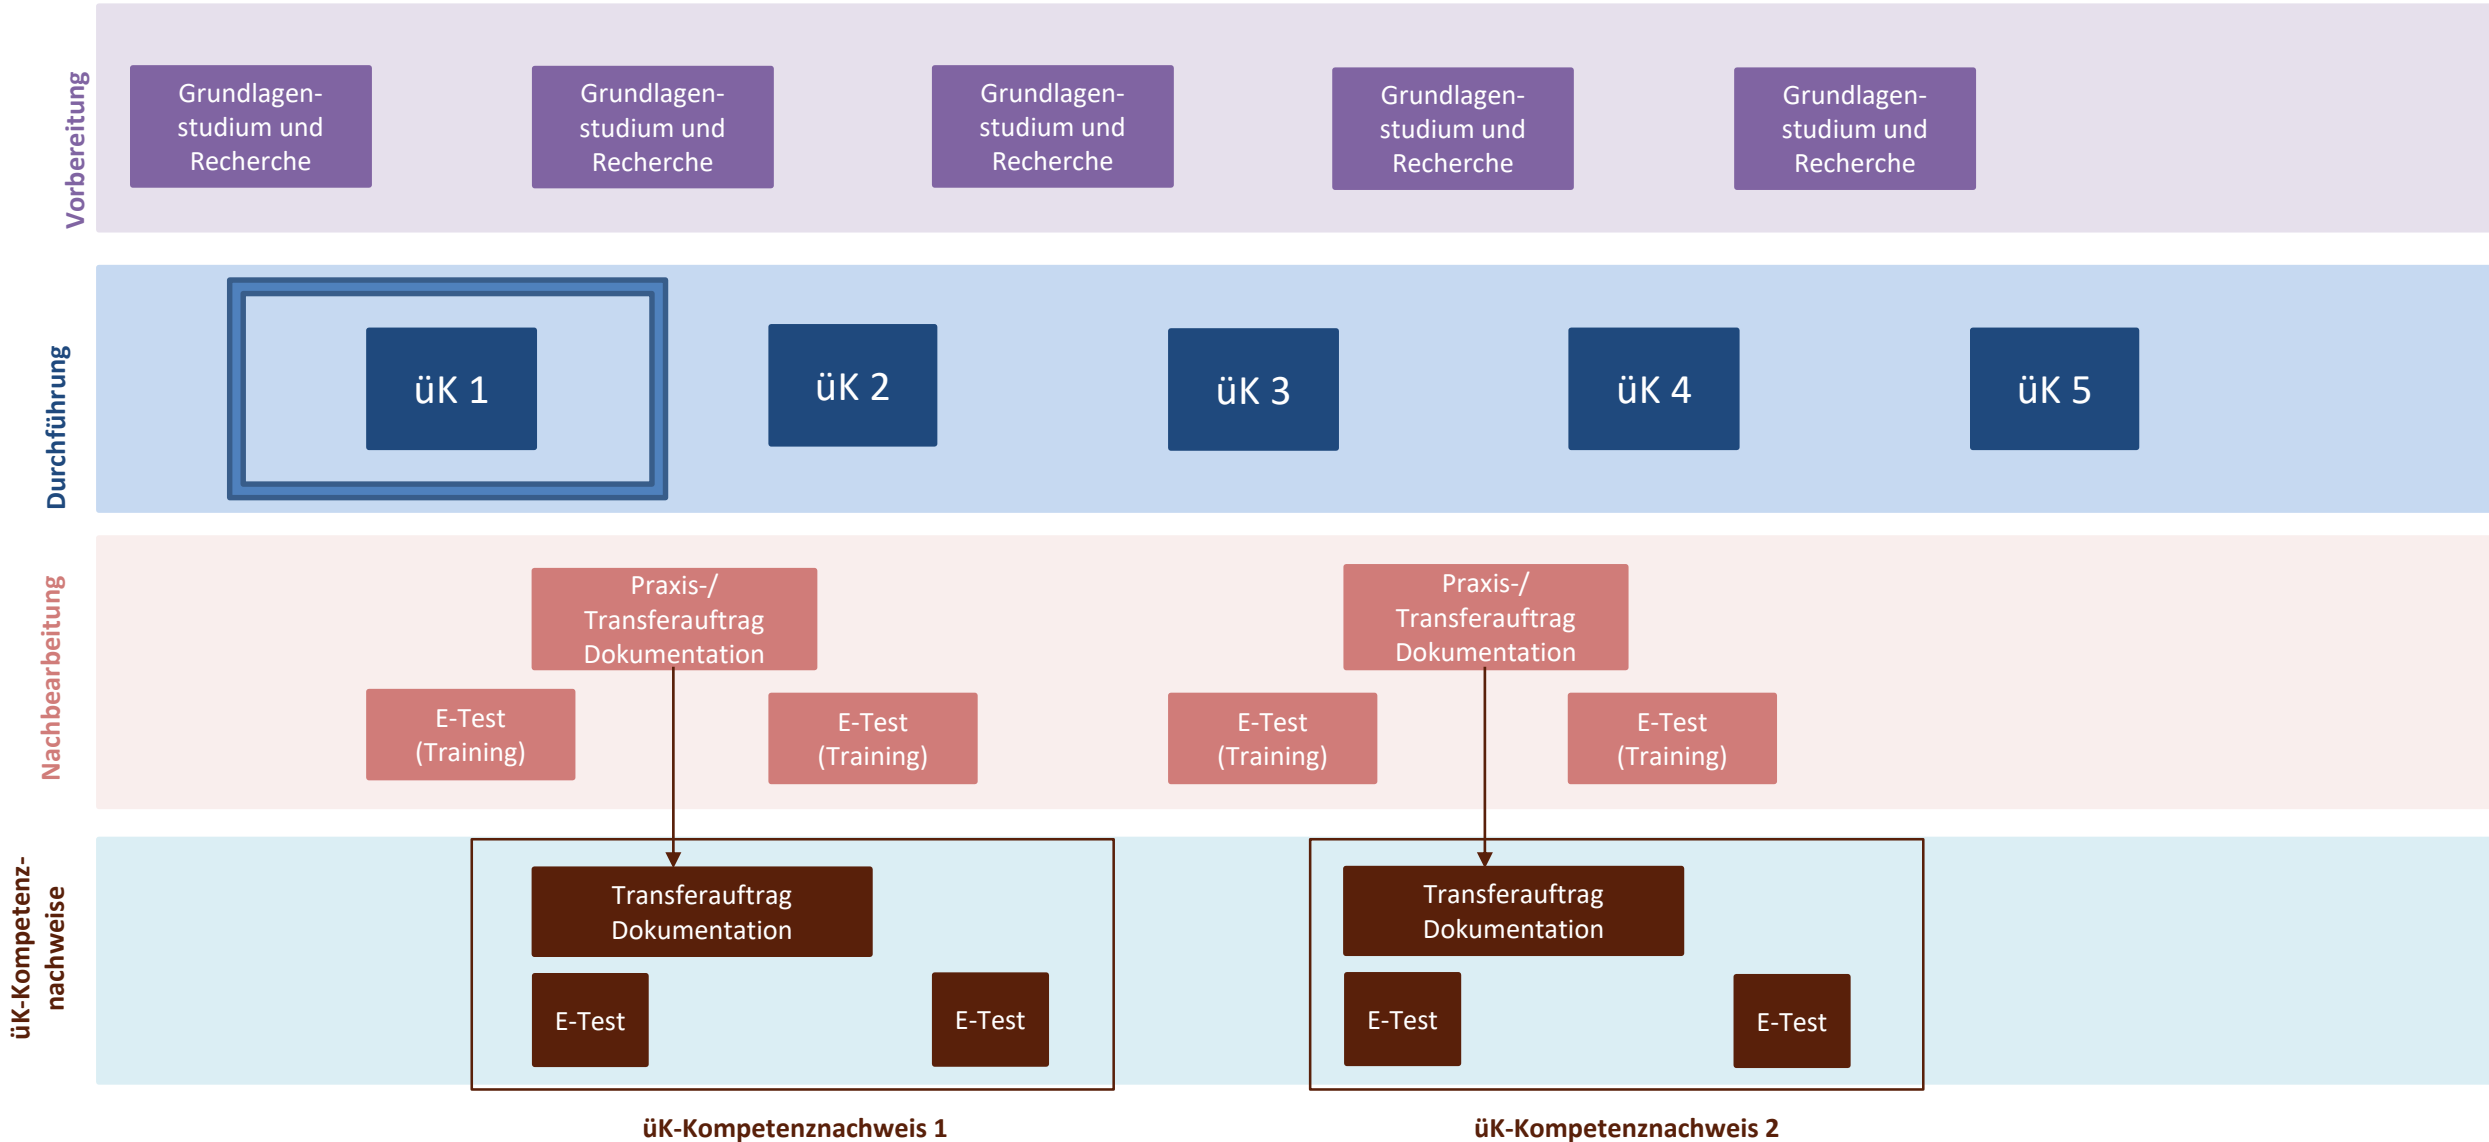 Vorbereitung
Grundlagen-
studium und
Recherche
Grundlagen-
studium und
Recherche
Grundlagen-
studium und
Recherche
Grundlagen-
studium und
Recherche
Grundlagen-
studium und
Recherche
Durchführung
üK 1
üK 2
üK 3
üK 4
üK 5
Nachbearbeitung
Praxis-/
Transferauftrag
Dokumentation
Praxis-/
Transferauftrag
Dokumentation
E-Test
(Training)
E-Test
(Training)
E-Test
(Training)
E-Test
(Training)
üK-Kompetenz-
nachweise
Transferauftrag
Dokumentation
Transferauftrag
Dokumentation
E-Test
E-Test
E-Test
E-Test
üK-Kompetenznachweis 1
üK-Kompetenznachweis 2